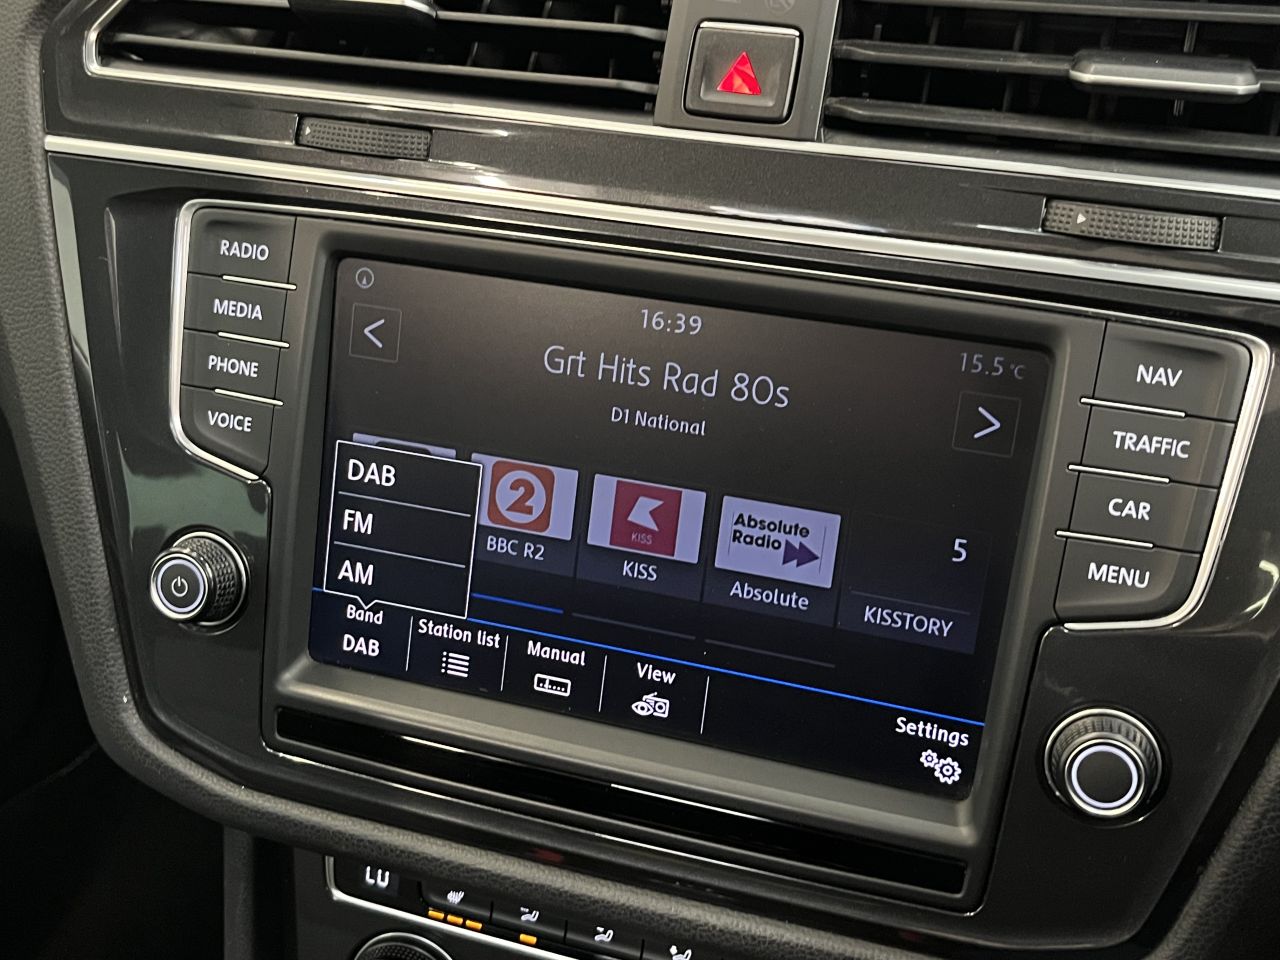 RADIO
MEDIA
PHONE
VOICE
16:39
15.5°C
Grt Hits Rad 80s
D1 National
<
>
DAB
FM
AM
2
BBC R2
KISS
KISS
Absolute
Radio
Absolute
5
KISSTORY
Band
DAB
Station list
Manual
View
Settings
NAV
TRAFFIC
CAR
MENU
LO